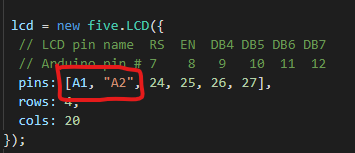 lcd = new five.LCD({
// LCD pin name RS EN DB4 DB5 DB6 DB7
// Arduino pin # 7 8 9 10 11 12
pins: [A1, "A2", 24, 25, 26, 27],
rows: 4,
cols: 20
});